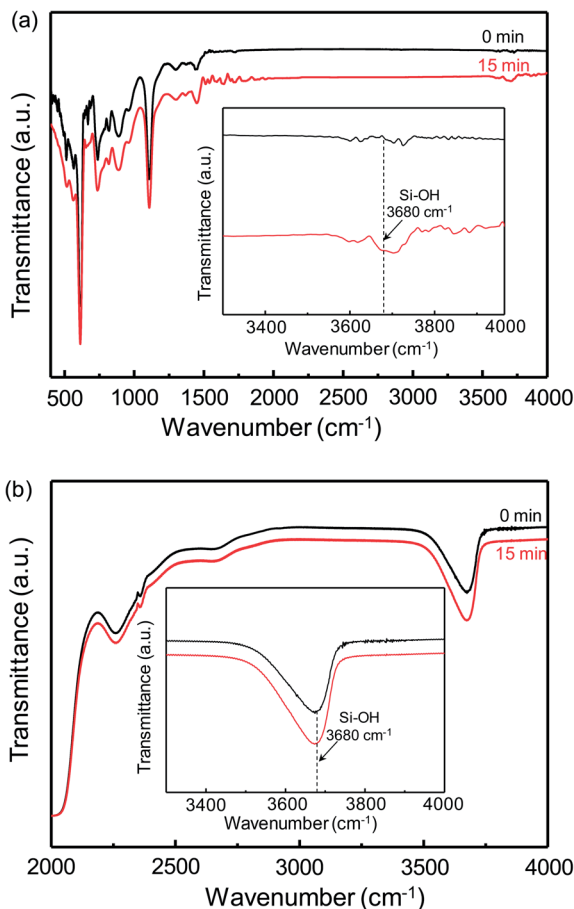 (a)
0 min
15 min
Transmittance (a.u.)
Transmittance (a.u.)
Si-OH
3680 cm-1
3400 3600 3800 4000
Wavenumber (cm-1)
500 1000 1500 2000 2500 3000 3500 4000
Wavenumber (cm-1)
(b)
0 min
15 min
Transmittance (a.u.)
Transmittance (a.u.)
Si-OH
3680 cm-1
3400 3600 3800 4000
Wavenumber (cm-1)
2000 2500 3000 3500 4000
Wavenumber (cm-1)